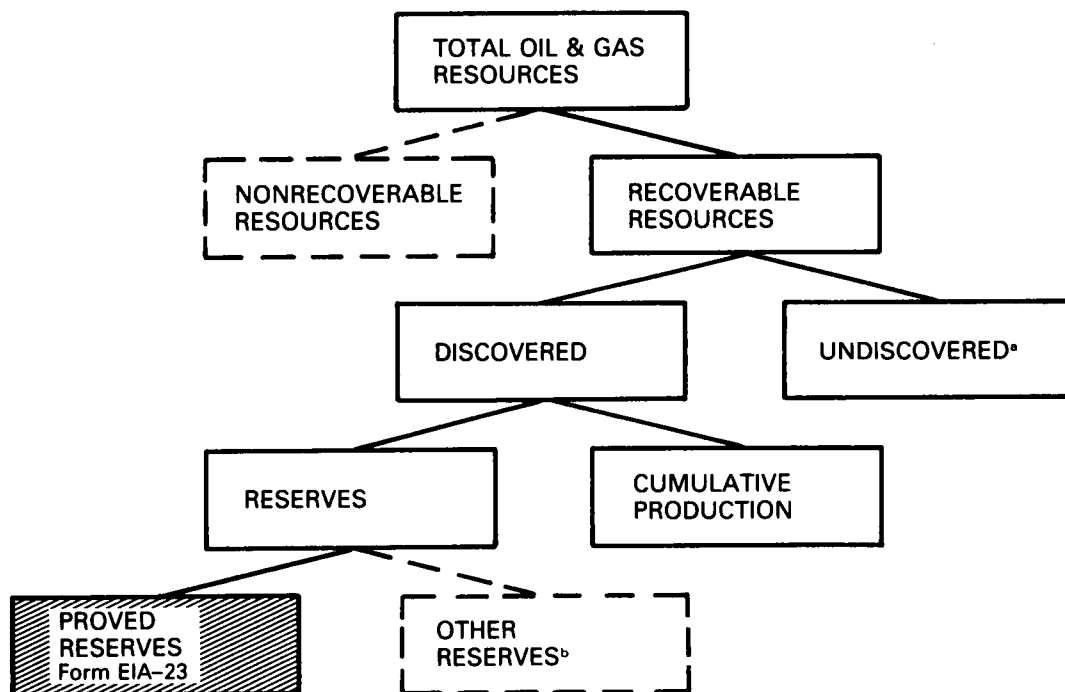 TOTAL OIL & GAS
RESOURCES
NONRECOVERABLE
RESOURCES
RECOVERABLE
RESOURCES
DISCOVERED
UNDISCOVEREDª
RESERVES
CUMULATIVE
PRODUCTION
PROVED
RESERVES
Form EIA–23
OTHER
RESERVESᵇ